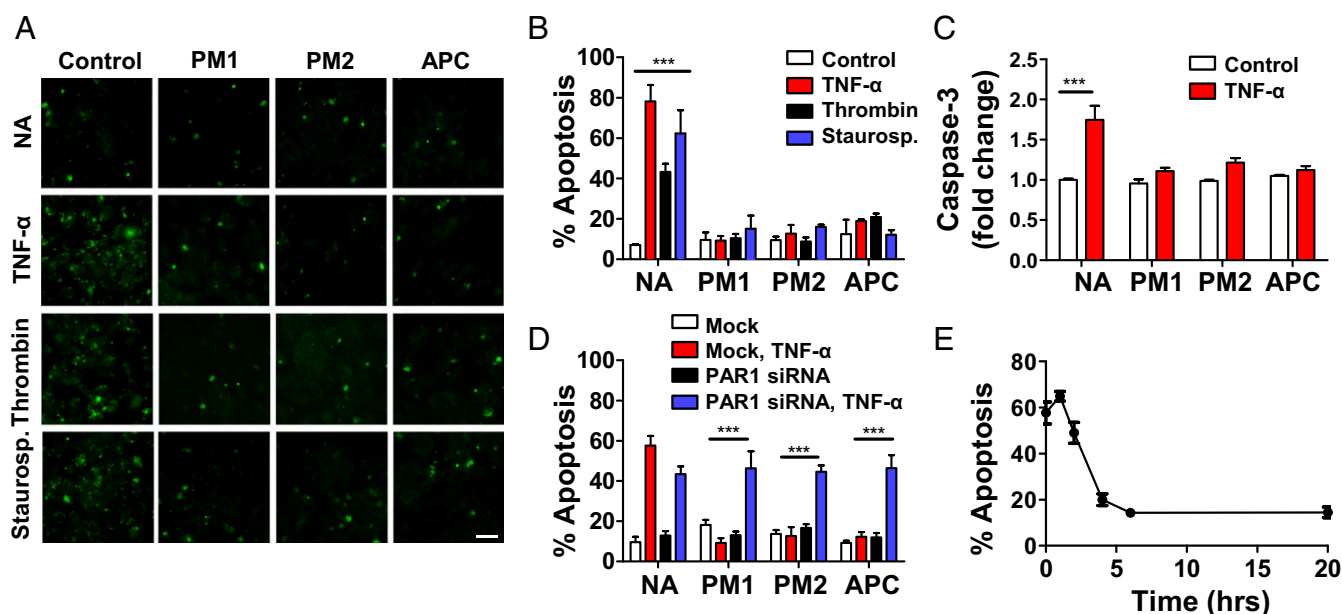 A
Control PM1 PM2 APC
NA
TNF-α
Thrombin
Staurosp.
B
% Apoptosis
100
80
60
40
20
0
***
Control
TNF-α
Thrombin
Staurosp.
NA PM1 PM2 APC
C
Caspase-3
(fold change)
2.5
2.0
1.5
1.0
0.5
0.0
***
Control
TNF-α
NA PM1 PM2 APC
D
Mock
Mock, TNF-α
PAR1 siRNA
PAR1 siRNA, TNF-α
% Apoptosis
100
80
60
40
20
0
*** *** ***
NA PM1 PM2 APC
E
% Apoptosis
80
60
40
20
0
0 5 10 15 20
Time (hrs)